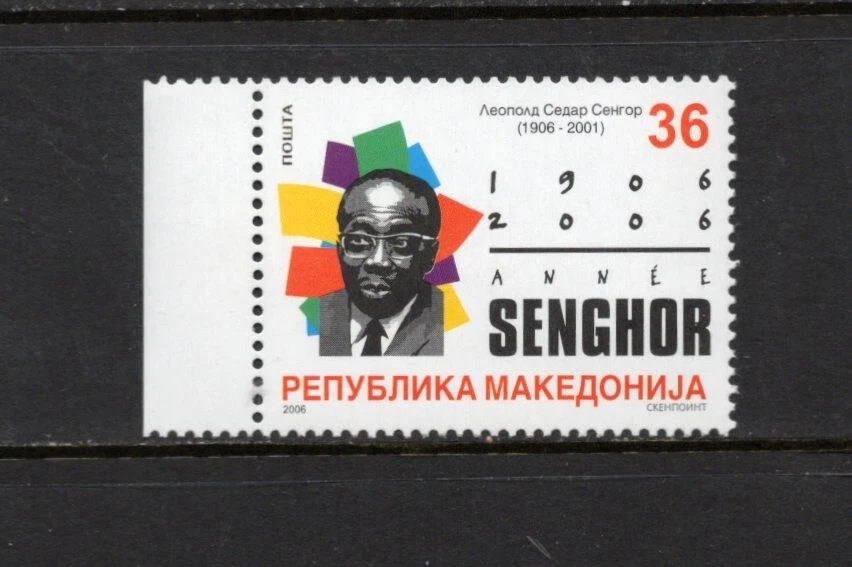 ПОШТА
Леополд Седар Сенгор
(1906 - 2001)
36
1906
2006
ANNÉE
SENGHOR
РЕПУБЛИКА МАКЕДОНИЈА
2006
СКЕНПОИНТ